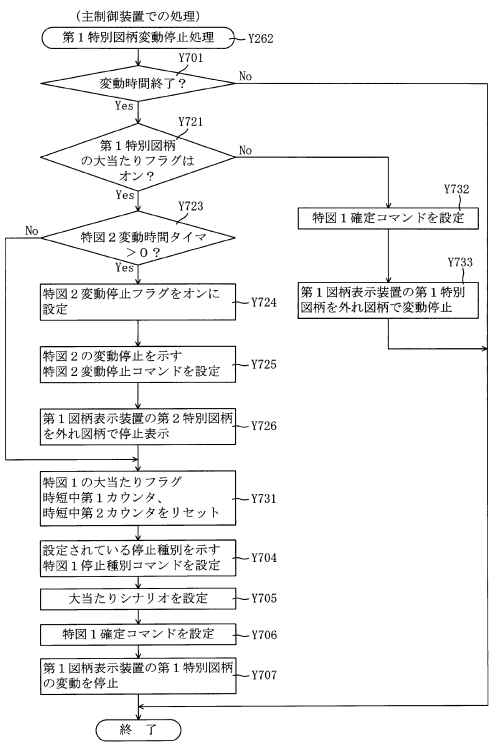 （主制御装置での処理）
第１特別図柄変動停止処理
Y262
Y701
変動時間終了？
No
Yes
Y721
第１特別図柄
の大当たりフラグは
オン？
No
Yes
Y732
特図１確定コマンドを設定
Y723
No
特図２変動時間タイマ
＞０？
Yes
Y733
第１図柄表示装置の第１特別
図柄を外れ図柄で変動停止
特図２変動停止フラグをオンに
設定
Y724
特図２の変動停止を示す
特図２変動停止コマンドを設定
Y725
第１図柄表示装置の第２特別図柄
を外れ図柄で停止表示
Y726
特図１の大当たりフラグ
時短中第１カウンタ、
時短中第２カウンタをリセット
Y731
設定されている停止種別を示す
特図１停止種別コマンドを設定
Y704
大当たりシナリオを設定
Y705
特図１確定コマンドを設定
Y706
第１図柄表示装置の第１特別図柄
の変動を停止
Y707
終　了